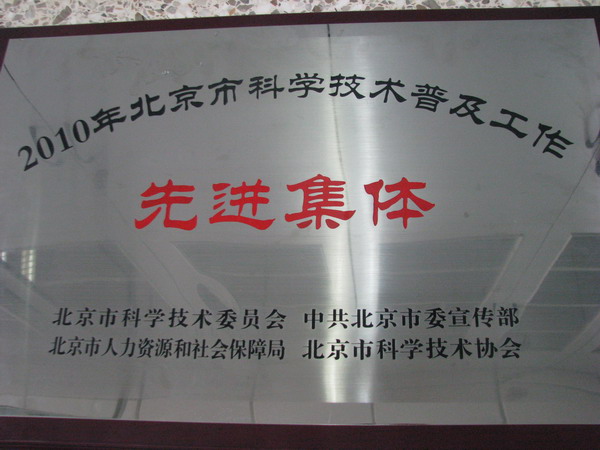 2010年北京市科学技术普及工作
先进集体
北京市科学技术委员会 中共北京市委宣传部
北京市人力资源和社会保障局 北京市科学技术协会